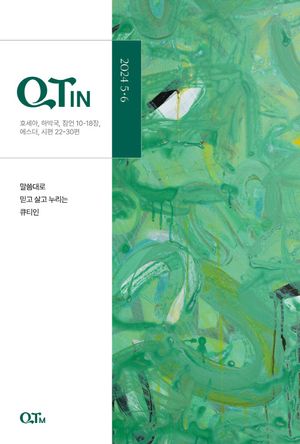 QTIN
2024 5·6
호세아, 하박국, 잠언 10-18장,
에스더, 시편 22-30편
말씀대로
믿고 살고 누리는
큐티인
QTM